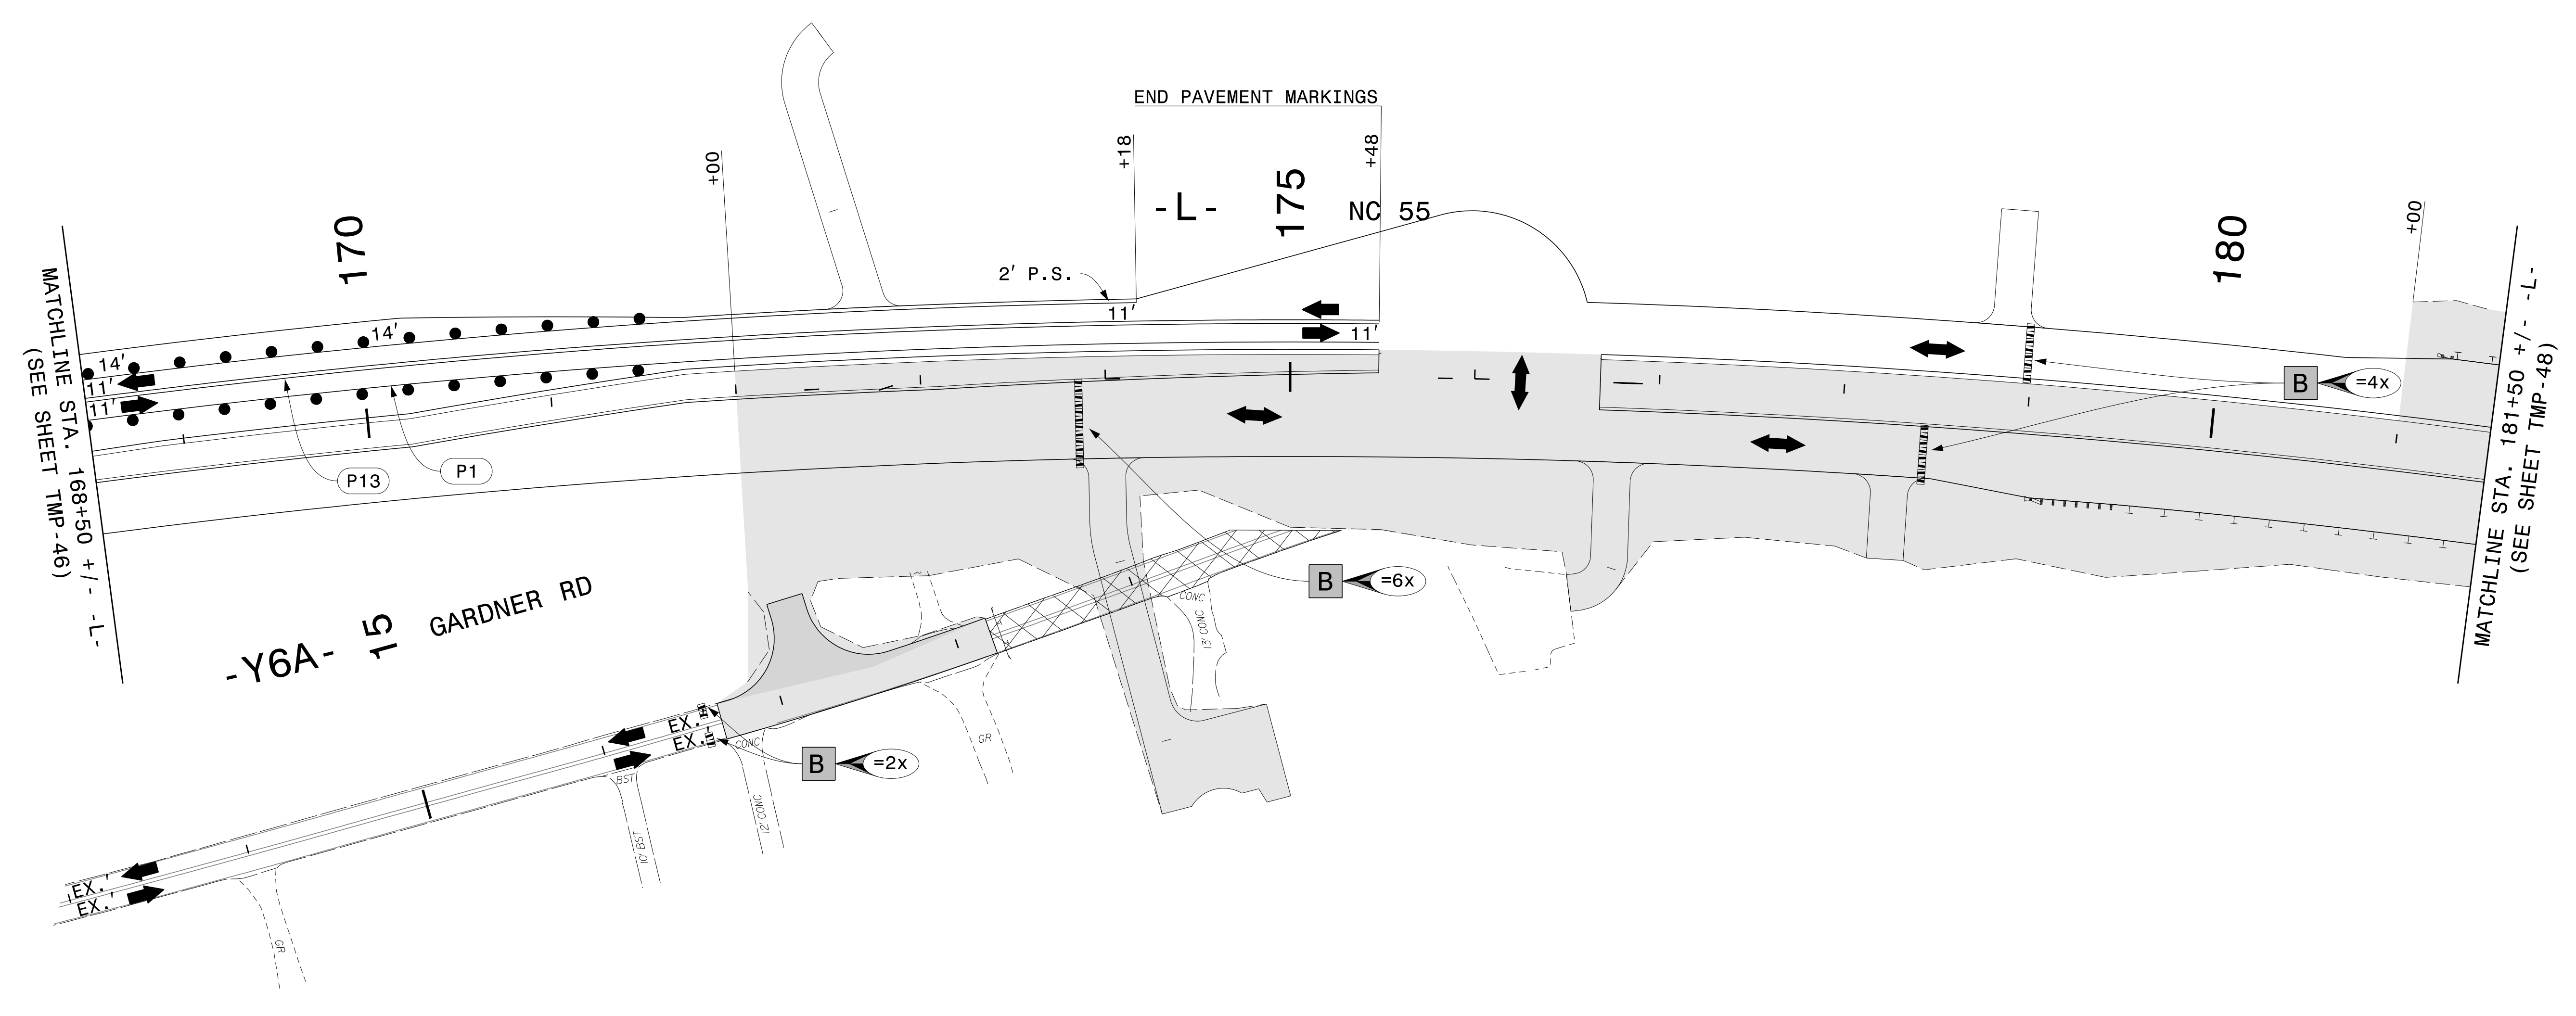 END PAVEMENT MARKINGS
+00
+18
+48
-L-
175
NC 55
170
180
+00
2' P.S.
MATCHLINE STA. 168+50 +/- -L-
(SEE SHEET TMP-46)
14'
14'
11'
11'
11'
11'
P13
P1
B
=4x
MATCHLINE STA. 181+50 +/- -L-
(SEE SHEET TMP-48)
B
=6x
CONC
13' CONC
-Y6A-
15
GARDNER RD
EX.'
EX.'
CONC
B
=2x
GR
BST
10' BST
12' CONC
EX.'
EX.'
GR